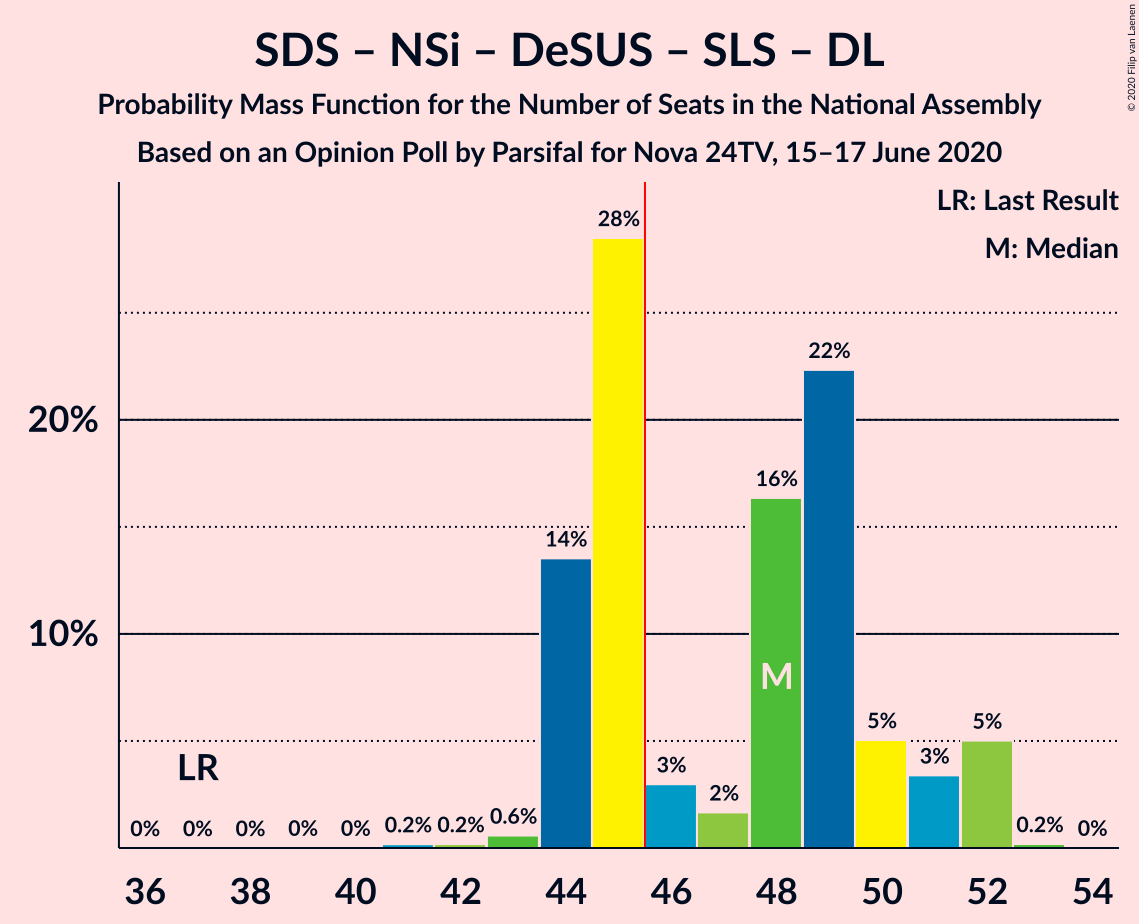 SDS – NSi – DeSUS – SLS – DL
Probability Mass Function for the Number of Seats in the National Assembly
Based on an Opinion Poll by Parsifal for Nova 24TV, 15–17 June 2020
© 2020 Filip van Laenen
LR: Last Result
M: Median
20%
10%
0%
0%
0%
0%
0%
0.2%
0.2%
0.6%
14%
28%
3%
2%
16%
22%
5%
3%
5%
0.2%
0%
LR
M
36 38 40 42 44 46 48 50 52 54